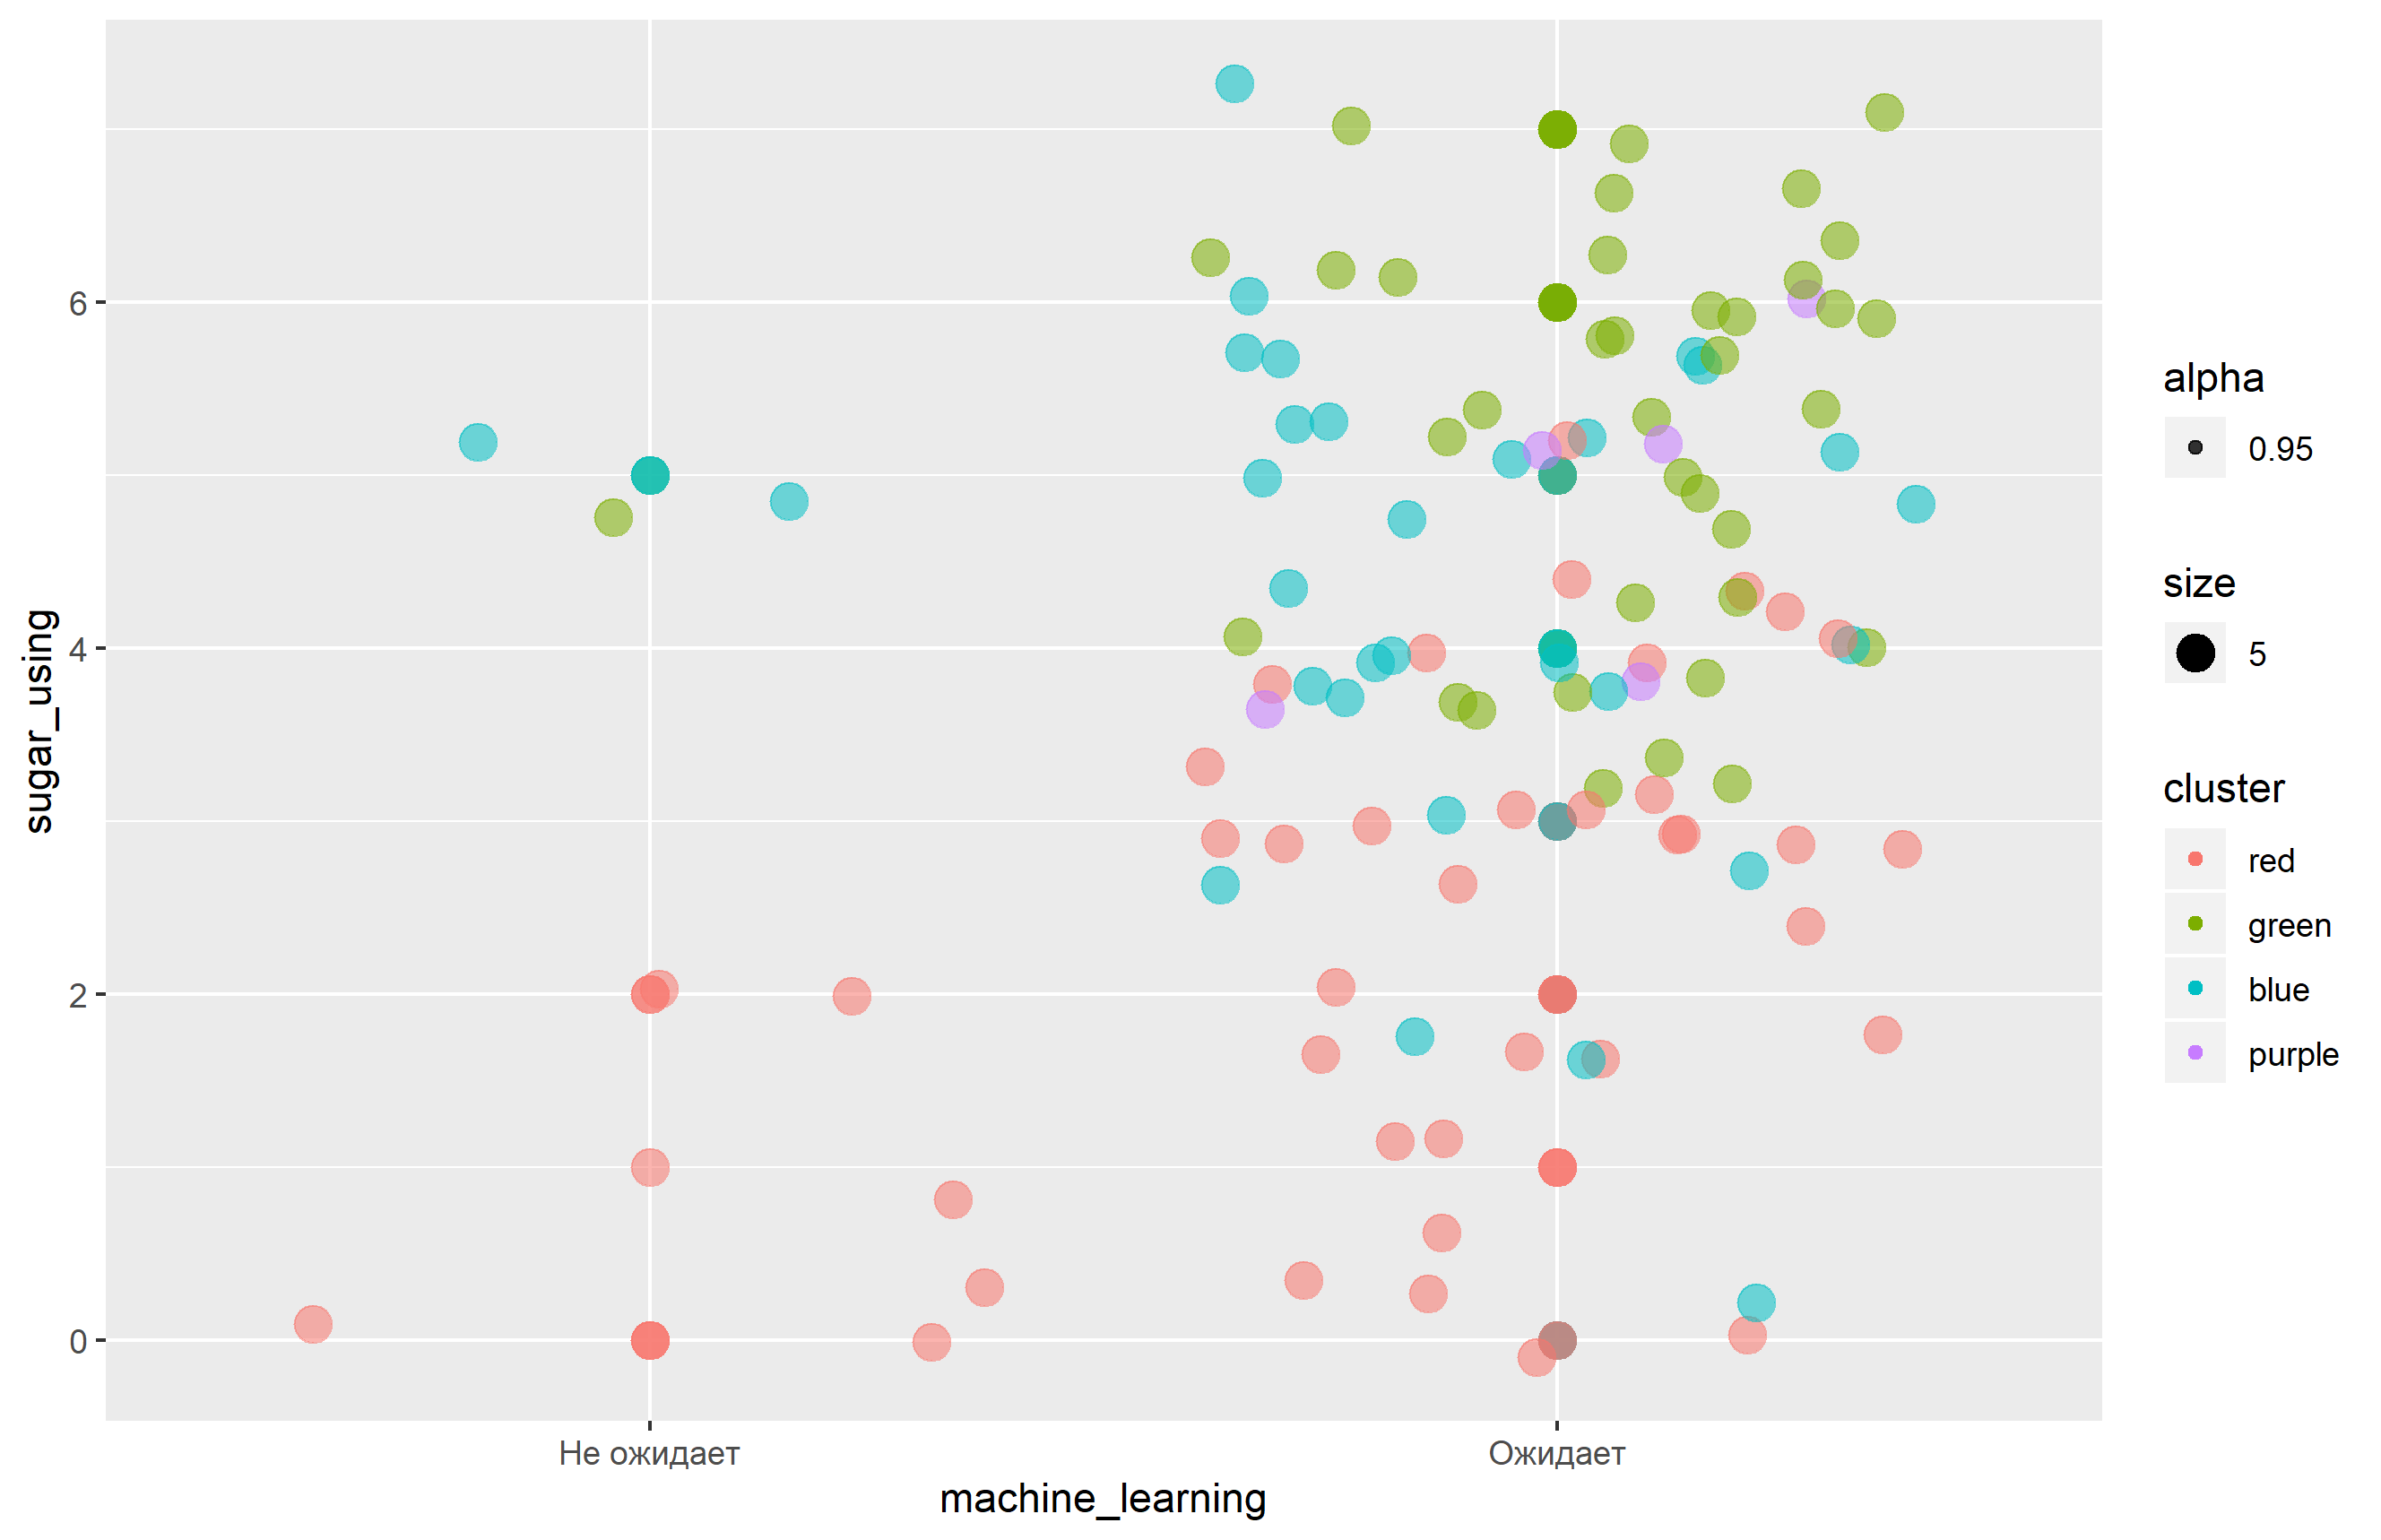 sugar_using
6
4
2
0
Не ожидает
Ожидает
machine_learning
alpha
0.95
size
5
cluster
red
green
blue
purple